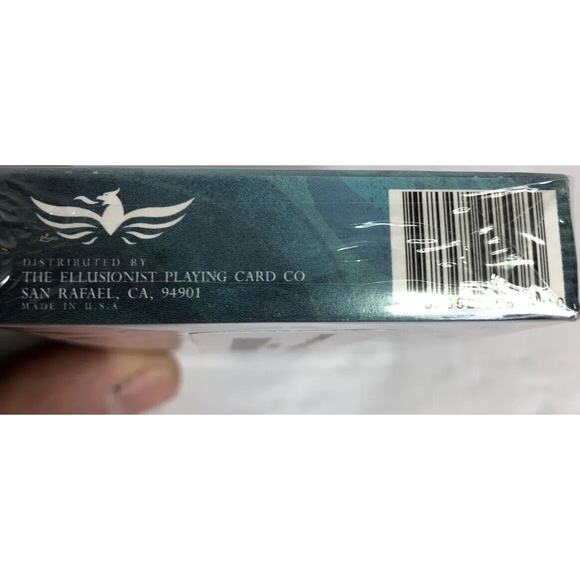 DISTRIBUTED BY
THE ELLUSIONIST PLAYING CARD CO
SAN RAFAEL, CA, 94901
MADE IN U.S.A